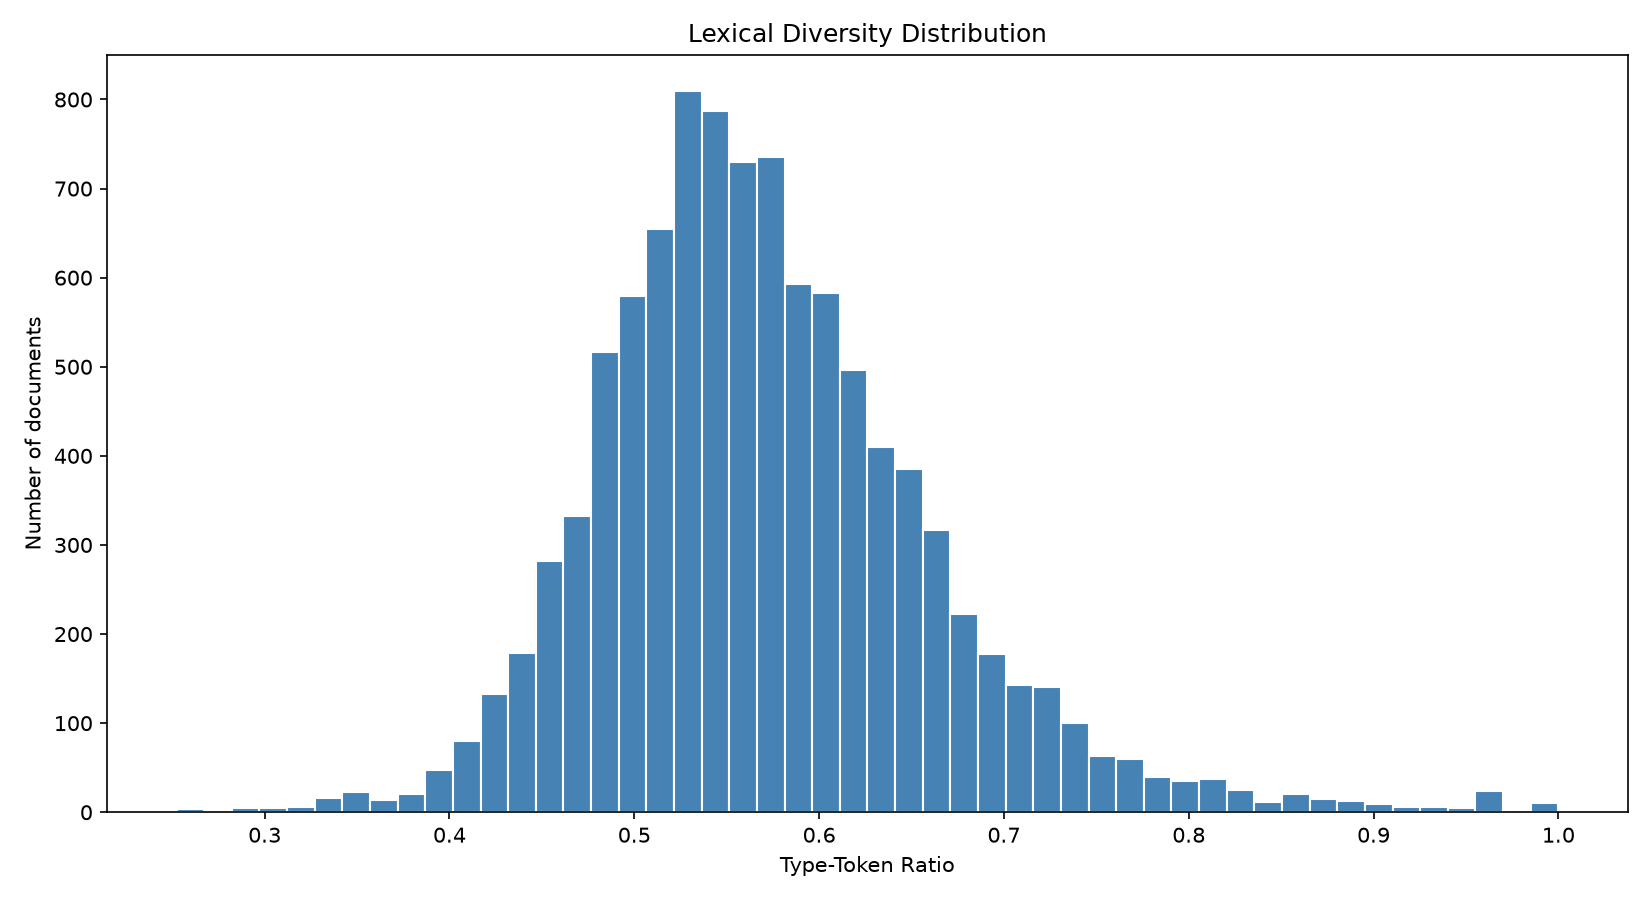 Lexical Diversity Distribution
800
700
600
500
400
300
200
100
0
Number of documents
0.3 0.4 0.5 0.6 0.7 0.8 0.9 1.0
Type-Token Ratio